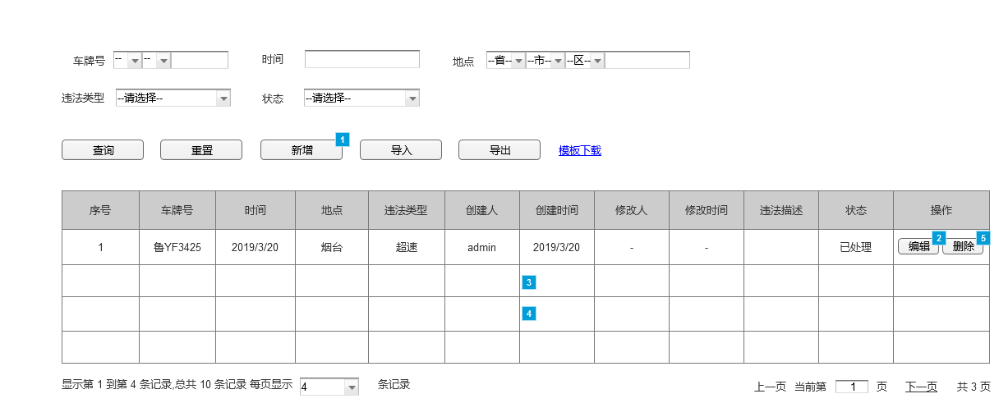 车牌号 -- -- 时间 地点 --省-- --市-- --区--
违法类型 --请选择-- 状态 --请选择--
查询 重置 新增 1 导入 导出 模板下载
序号 车牌号 时间 地点 违法类型 创建人 创建时间 修改人 修改时间 违法描述 状态 操作
1 鲁YF3425 2019/3/20 烟台 超速 admin 2019/3/20 - - 已处理 编辑 2 删除 5
3
4
显示第 1 到第 4 条记录,总共 10 条记录 每页显示 4 条记录 上一页 当前第 1 页 下一页 共 3 页